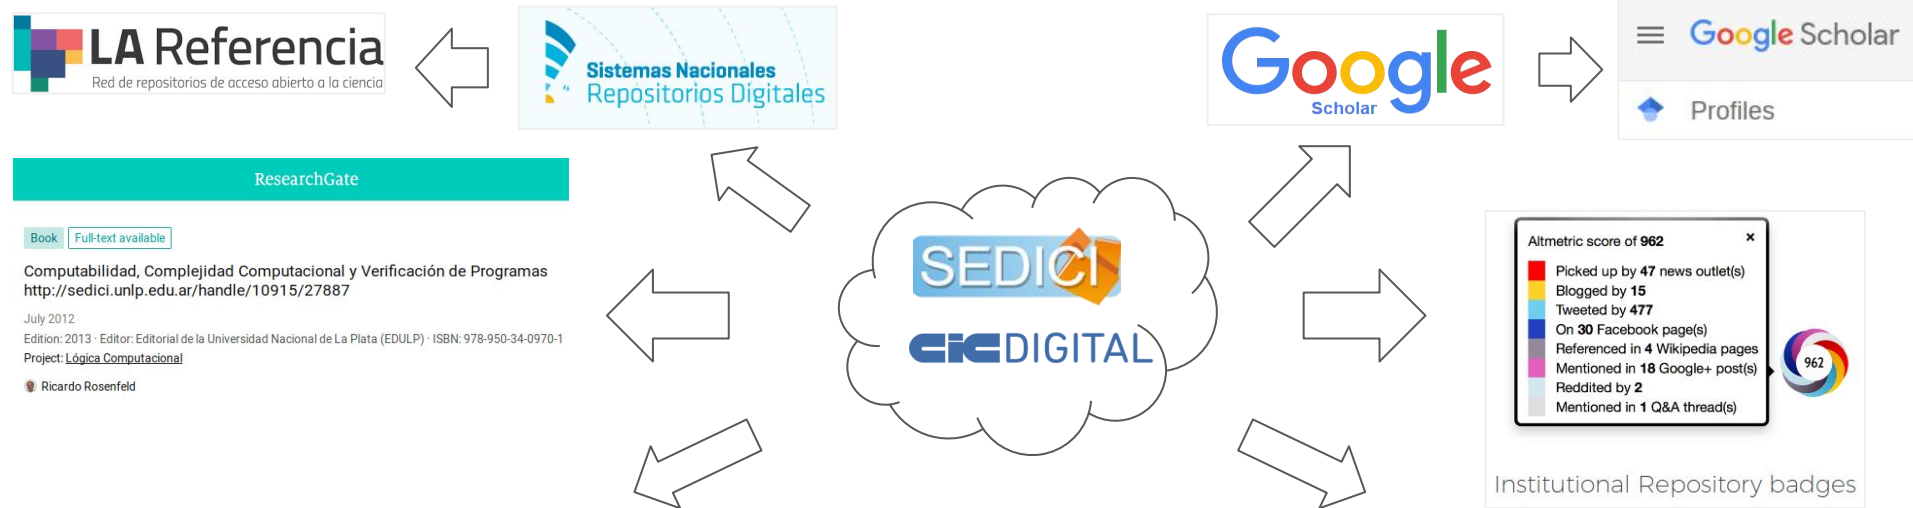 LA Referencia
Red de repositorios de acceso abierto a la ciencia
Sistemas Nacionales
Repositorios Digitales
Google
Scholar
Google Scholar
Profiles
ResearchGate
Book Full-text available
Computabilidad, Complejidad Computacional y Verificación de Programas
http://sedici.unlp.edu.ar/handle/10915/27887
July 2012
Edition: 2013 · Editor: Editorial de la Universidad Nacional de La Plata (EDULP) · ISBN: 978-950-34-0970-1
Project: Lógica Computacional
Ricardo Rosenfeld
SEDICI
CIC DIGITAL
Altmetric score of 962 ×
Picked up by 47 news outlet(s)
Blogged by 15
Tweeted by 477
On 30 Facebook page(s)
Referenced in 4 Wikipedia pages
Mentioned in 18 Google+ post(s)
Reddited by 2
Mentioned in 1 Q&A thread(s)
962
Institutional Repository badges